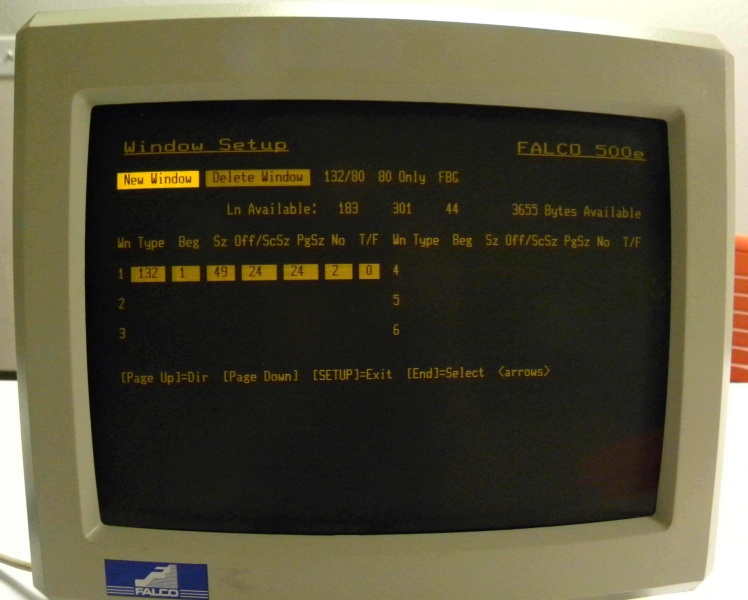 Window Setup FALCO 500e
New Window Delete Window 132/80 80 Only FBG
Ln Available: 183 301 44 3655 Bytes Available
Wn Type Beg Sz Off/ScSz PgSz No T/F Wn Type Beg Sz Off/ScSz PgSz No T/F
1 132 1 49 24 24 2 0 4
2 5
3 6
[Page Up]=Dir [Page Down] [SETUP]=Exit [End]=Select <arrows>
FALCO